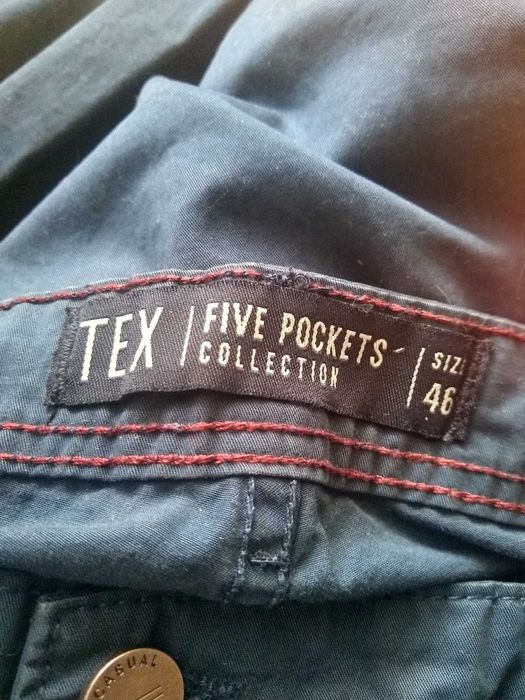 TEX
FIVE POCKETS
COLLECTION
SIZE
46
CASUAL